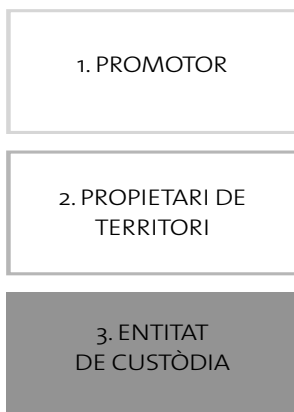 1. PROMOTOR
2. PROPIETARI DE
TERRITORI
3. ENTITAT
DE CUSTÒDIA